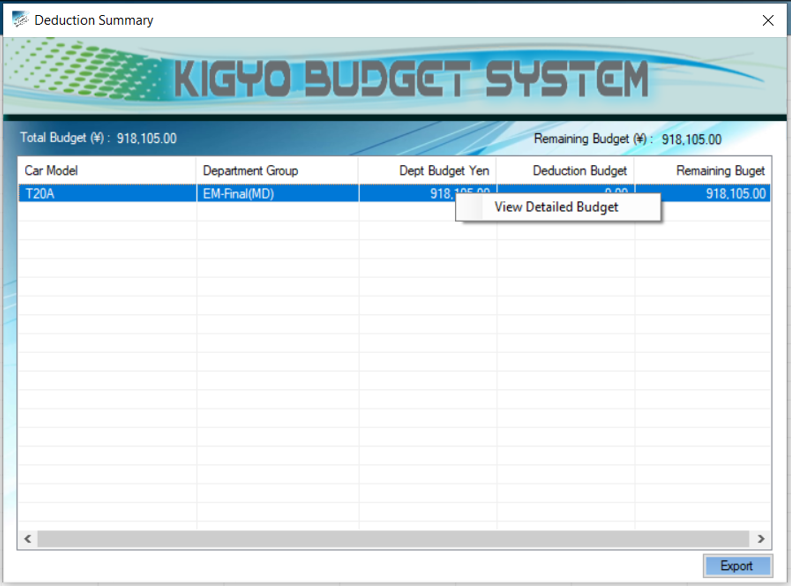 Deduction Summary
KIGYO BUDGET SYSTEM
Total Budget (¥) : 918,105.00 Remaining Budget (¥) : 918,105.00
Car Model Department Group Dept Budget Yen Deduction Budget Remaining Buget
T20A EM-Final(MD) 918,105.00 0.00 918,105.00
View Detailed Budget
Export